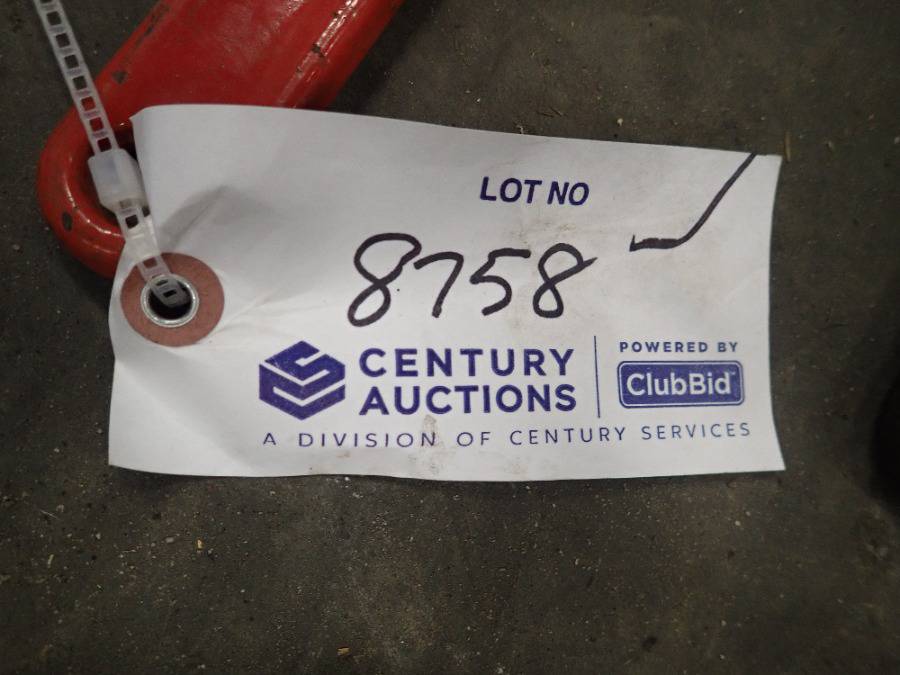 LOT NO
8758
CENTURY
AUCTIONS
POWERED BY
ClubBid
A DIVISION OF CENTURY SERVICES